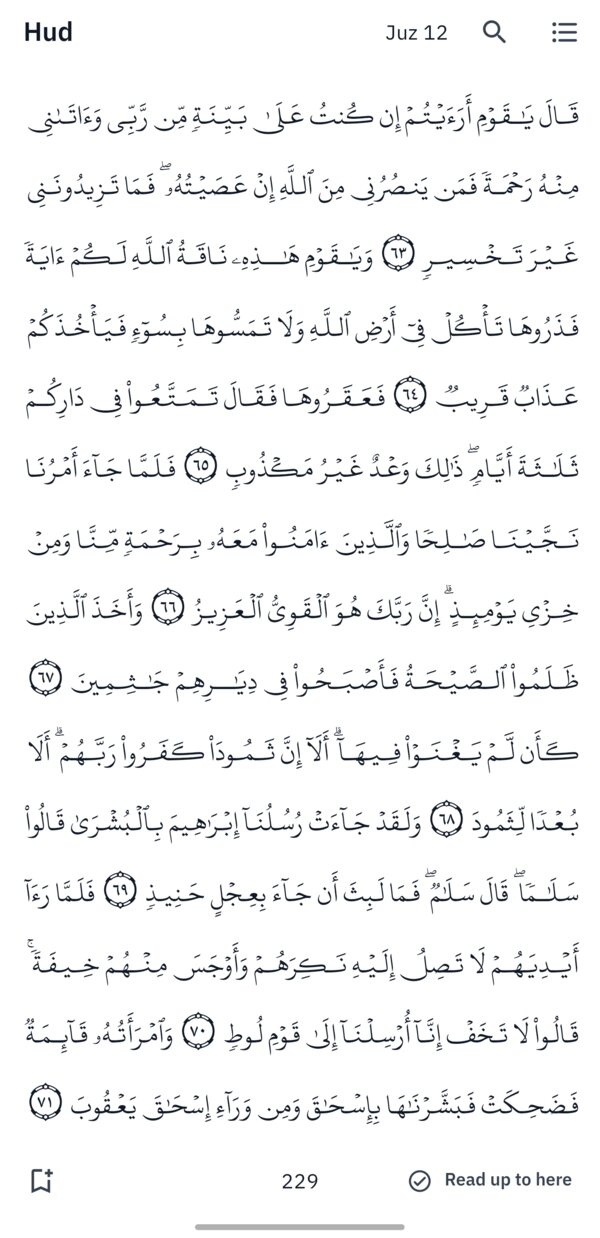 Hud
Juz 12
قَالَ يَـٰقَوۡمِ أَرَءَيۡتُمۡ إِن كُنتُ عَلَىٰ بَيِّنَةٖ مِّن رَّبِّي وَءَاتَىٰنِي
مِنۡهُ رَحۡمَةٗ فَمَن يَنصُرُنِي مِنَ ٱللَّهِ إِنۡ عَصَيۡتُهُۥۖ فَمَا تَزِيدُونَنِي
غَيۡرَ تَخۡسِيرٖ ٦٣ وَيَـٰقَوۡمِ هَـٰذِهِۦ نَاقَةُ ٱللَّهِ لَكُمۡ ءَايَةٗ
فَذَرُوهَا تَأۡكُلۡ فِيٓ أَرۡضِ ٱللَّهِ وَلَا تَمَسُّوهَا بِسُوٓءٖ فَيَأۡخُذَكُمۡ
عَذَابٞ قَرِيبٞ ٦٤ فَعَقَرُوهَا فَقَالَ تَمَتَّعُواْ فِي دَارِكُمۡ
ثَلَـٰثَةَ أَيَّامٖۖ ذَٰلِكَ وَعۡدٌ غَيۡرُ مَكۡذُوبٖ ٦٥ فَلَمَّا جَآءَ أَمۡرُنَا
نَجَّيۡنَا صَـٰلِحٗا وَٱلَّذِينَ ءَامَنُواْ مَعَهُۥ بِرَحۡمَةٖ مِّنَّا وَمِنۡ
خِزۡيِ يَوۡمِئِذٍۗ إِنَّ رَبَّكَ هُوَ ٱلۡقَوِيُّ ٱلۡعَزِيزُ ٦٦ وَأَخَذَ ٱلَّذِينَ
ظَلَمُواْ ٱلصَّيۡحَةُ فَأَصۡبَحُواْ فِي دِيَـٰرِهِمۡ جَـٰثِمِينَ ٦٧
كَأَن لَّمۡ يَغۡنَوۡاْ فِيهَآۗ أَلَآ إِنَّ ثَمُودَاْ كَفَرُواْ رَبَّهُمۡۗ أَلَا
بُعۡدٗا لِّثَمُودَ ٦٨ وَلَقَدۡ جَآءَتۡ رُسُلُنَآ إِبۡرَٰهِيمَ بِٱلۡبُشۡرَىٰ قَالُواْ
سَلَـٰمٗاۖ قَالَ سَلَـٰمٞۖ فَمَا لَبِثَ أَن جَآءَ بِعِجۡلٍ حَنِيذٖ ٦٩ فَلَمَّا رَءَآ
أَيۡدِيَهُمۡ لَا تَصِلُ إِلَيۡهِ نَكِرَهُمۡ وَأَوۡجَسَ مِنۡهُمۡ خِيفَةٗۚ
قَالُواْ لَا تَخَفۡ إِنَّآ أُرۡسِلۡنَآ إِلَىٰ قَوۡمِ لُوطٖ ٧٠ وَٱمۡرَأَتُهُۥ قَآئِمَةٞ
فَضَحِكَتۡ فَبَشَّرۡنَـٰهَا بِإِسۡحَـٰقَ وَمِن وَرَآءِ إِسۡحَـٰقَ يَعۡقُوبَ ٧١
229
Read up to here